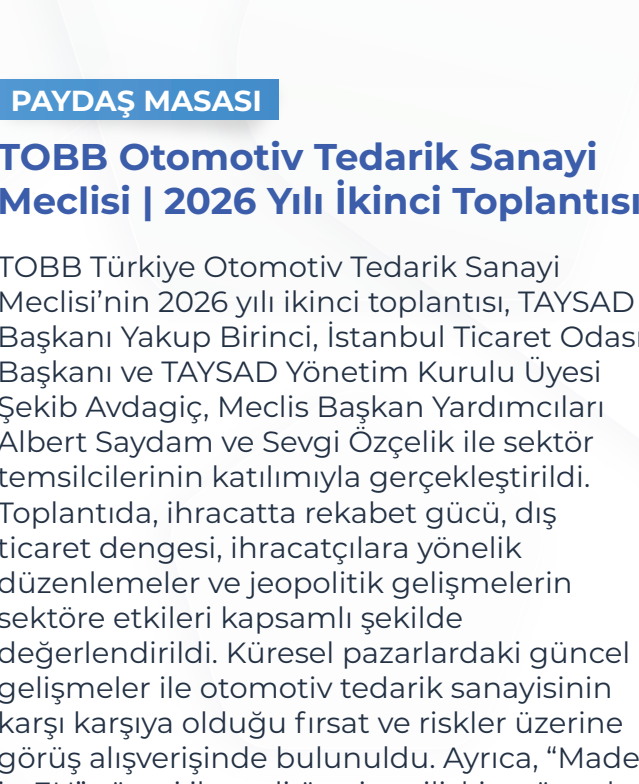 PAYDAŞ MASASI
TOBB Otomotiv Tedarik Sanayi
Meclisi | 2026 Yılı İkinci Toplantısı
TOBB Türkiye Otomotiv Tedarik Sanayi
Meclisi’nin 2026 yılı ikinci toplantısı, TAYSAD
Başkanı Yakup Birinci, İstanbul Ticaret Odası
Başkanı ve TAYSAD Yönetim Kurulu Üyesi
Şekib Avdagiç, Meclis Başkan Yardımcıları
Albert Saydam ve Sevgi Özçelik ile sektör
temsilcilerinin katılımıyla gerçekleştirildi.
Toplantıda, ihracatta rekabet gücü, dış
ticaret dengesi, ihracatçılara yönelik
düzenlemeler ve jeopolitik gelişmelerin
sektöre etkileri kapsamlı şekilde
değerlendirildi. Küresel pazarlardaki güncel
gelişmeler ile otomotiv tedarik sanayisinin
karşı karşıya olduğu fırsat ve riskler üzerine
görüş alışverişinde bulunuldu. Ayrıca, “Made